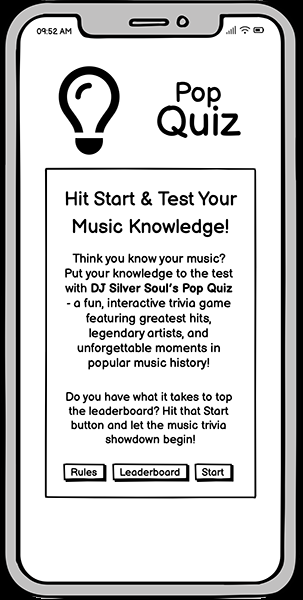 09:52 AM
Pop
Quiz
Hit Start & Test Your
Music Knowledge!
Think you know your music?
Put your knowledge to the test
with DJ Silver Soul's Pop Quiz
- a fun, interactive trivia game
featuring greatest hits,
legendary artists, and
unforgettable moments in
popular music history!
Do you have what it takes to top
the leaderboard? Hit that Start
button and let the music trivia
showdown begin!
Rules Leaderboard Start